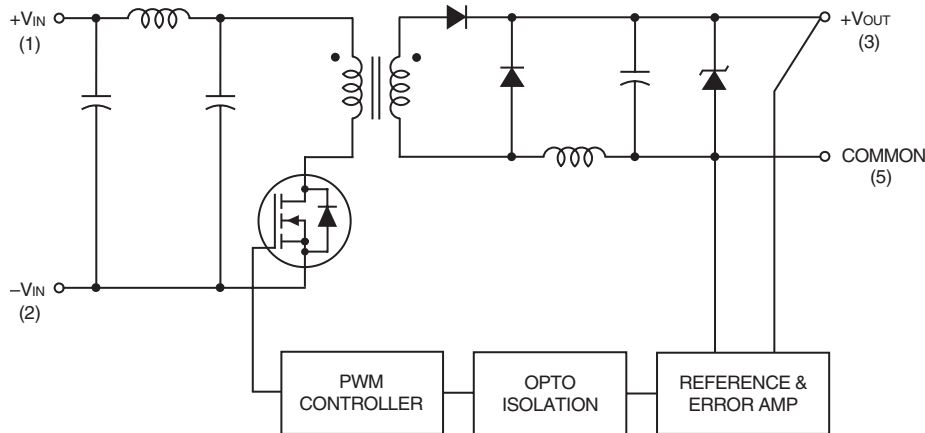 +VIN
(1)
+VOUT
(3)
COMMON
(5)
–VIN
(2)
PWM
CONTROLLER
OPTO
ISOLATION
REFERENCE &
ERROR AMP